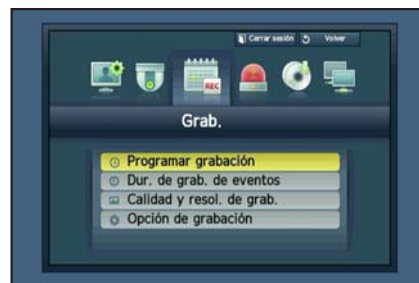 Cerrar sesión Volver
REC
Grab.
Programar grabación
Dur. de grab. de eventos
Calidad y resol. de grab.
Opción de grabación